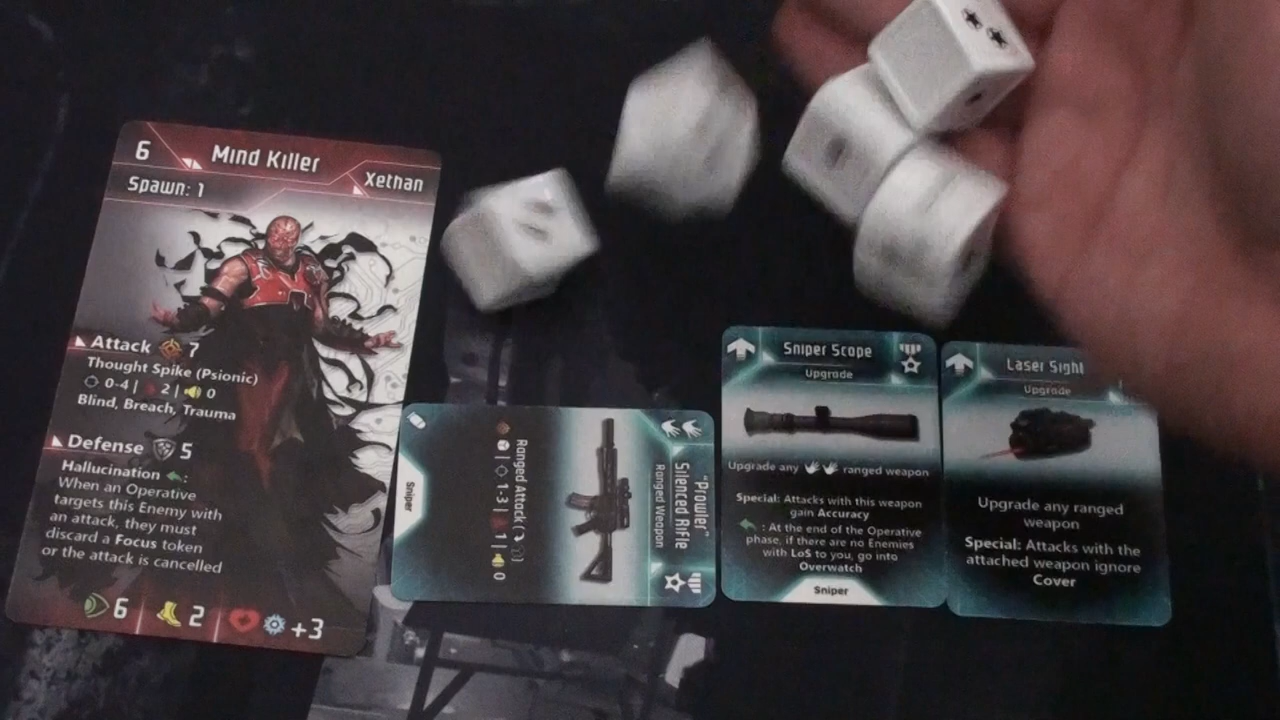 6
Mind Killer
Spawn: 1
Xethan
Attack 7
Thought Spike (Psionic)
0-4 | 2 | 0
Blind, Breach, Trauma
Defense 5
Hallucination :
When an Operative
targets this Enemy with
an attack, they must
discard a Focus token
or the attack is cancelled
6 | 2 | +3
"Prowler"
Silenced Rifle
Ranged Weapon
Ranged Attack
| 1-3 | 1 | 0
Sniper
Sniper Scope
Upgrade
Upgrade any ranged weapon
Special: Attacks with this weapon
gain Accuracy
: At the end of the Operative
phase, if there are no Enemies
with LoS to you, go into
Overwatch
Sniper
Laser Sight
Upgrade
Upgrade any ranged
weapon
Special: Attacks with the
attached weapon ignore
Cover